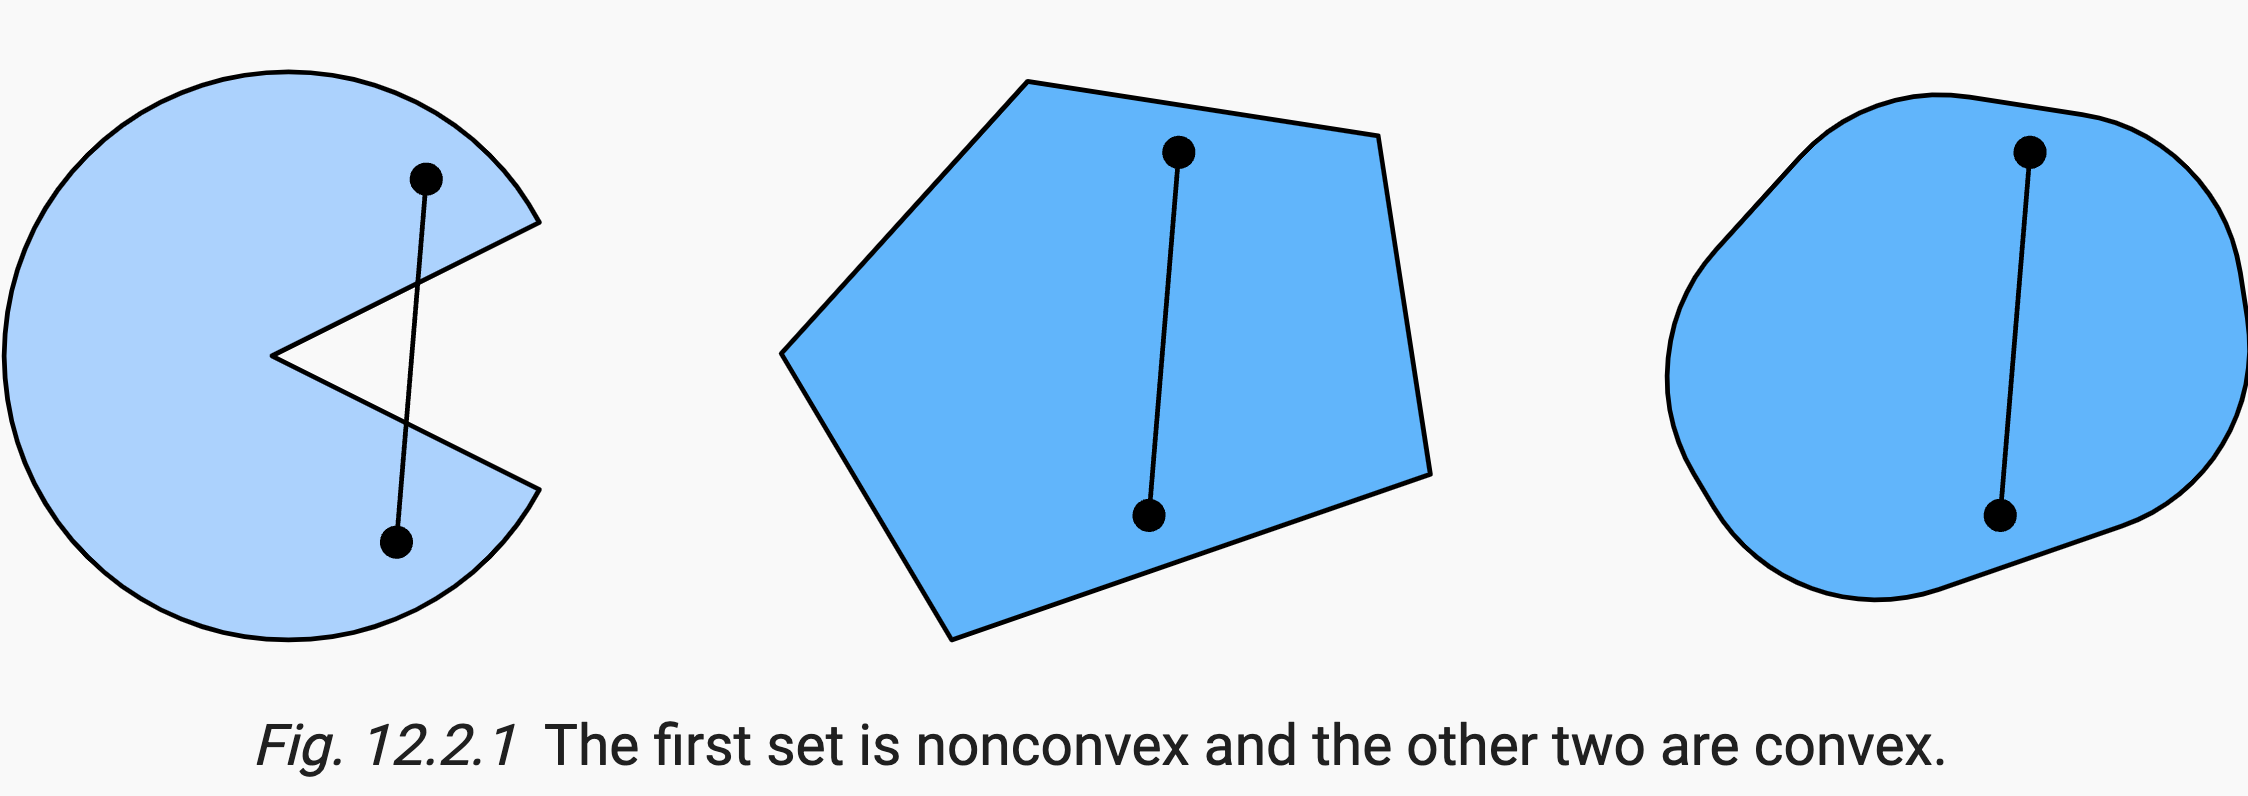 Fig. 12.2.1 The first set is nonconvex and the other two are convex.